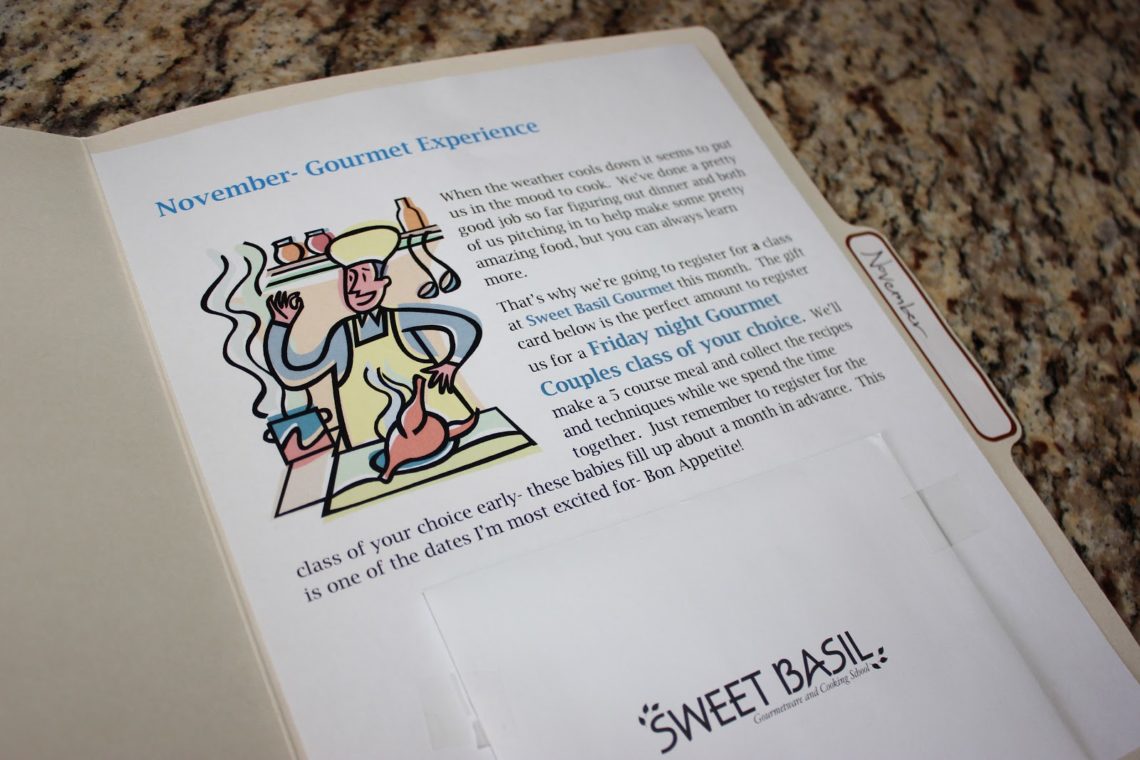 November- Gourmet Experience
When the weather cools down it seems to put
us in the mood to cook. We've done a pretty
good job so far figuring out dinner and both
of us pitching in to help make some pretty
amazing food, but you can always learn
more.
That's why we're going to register for a class
at Sweet Basil Gourmet this month. The gift
card below is the perfect amount to register
us for a Friday night Gourmet
Couples class of your choice. We'll
make a 5 course meal and collect the recipes
and techniques while we spend the time
together. Just remember to register for the
class of your choice early- these babies fill up about a month in advance. This
is one of the dates I'm most excited for- Bon Appetite!
November
SWEET BASIL
Gourmetware and Cooking School